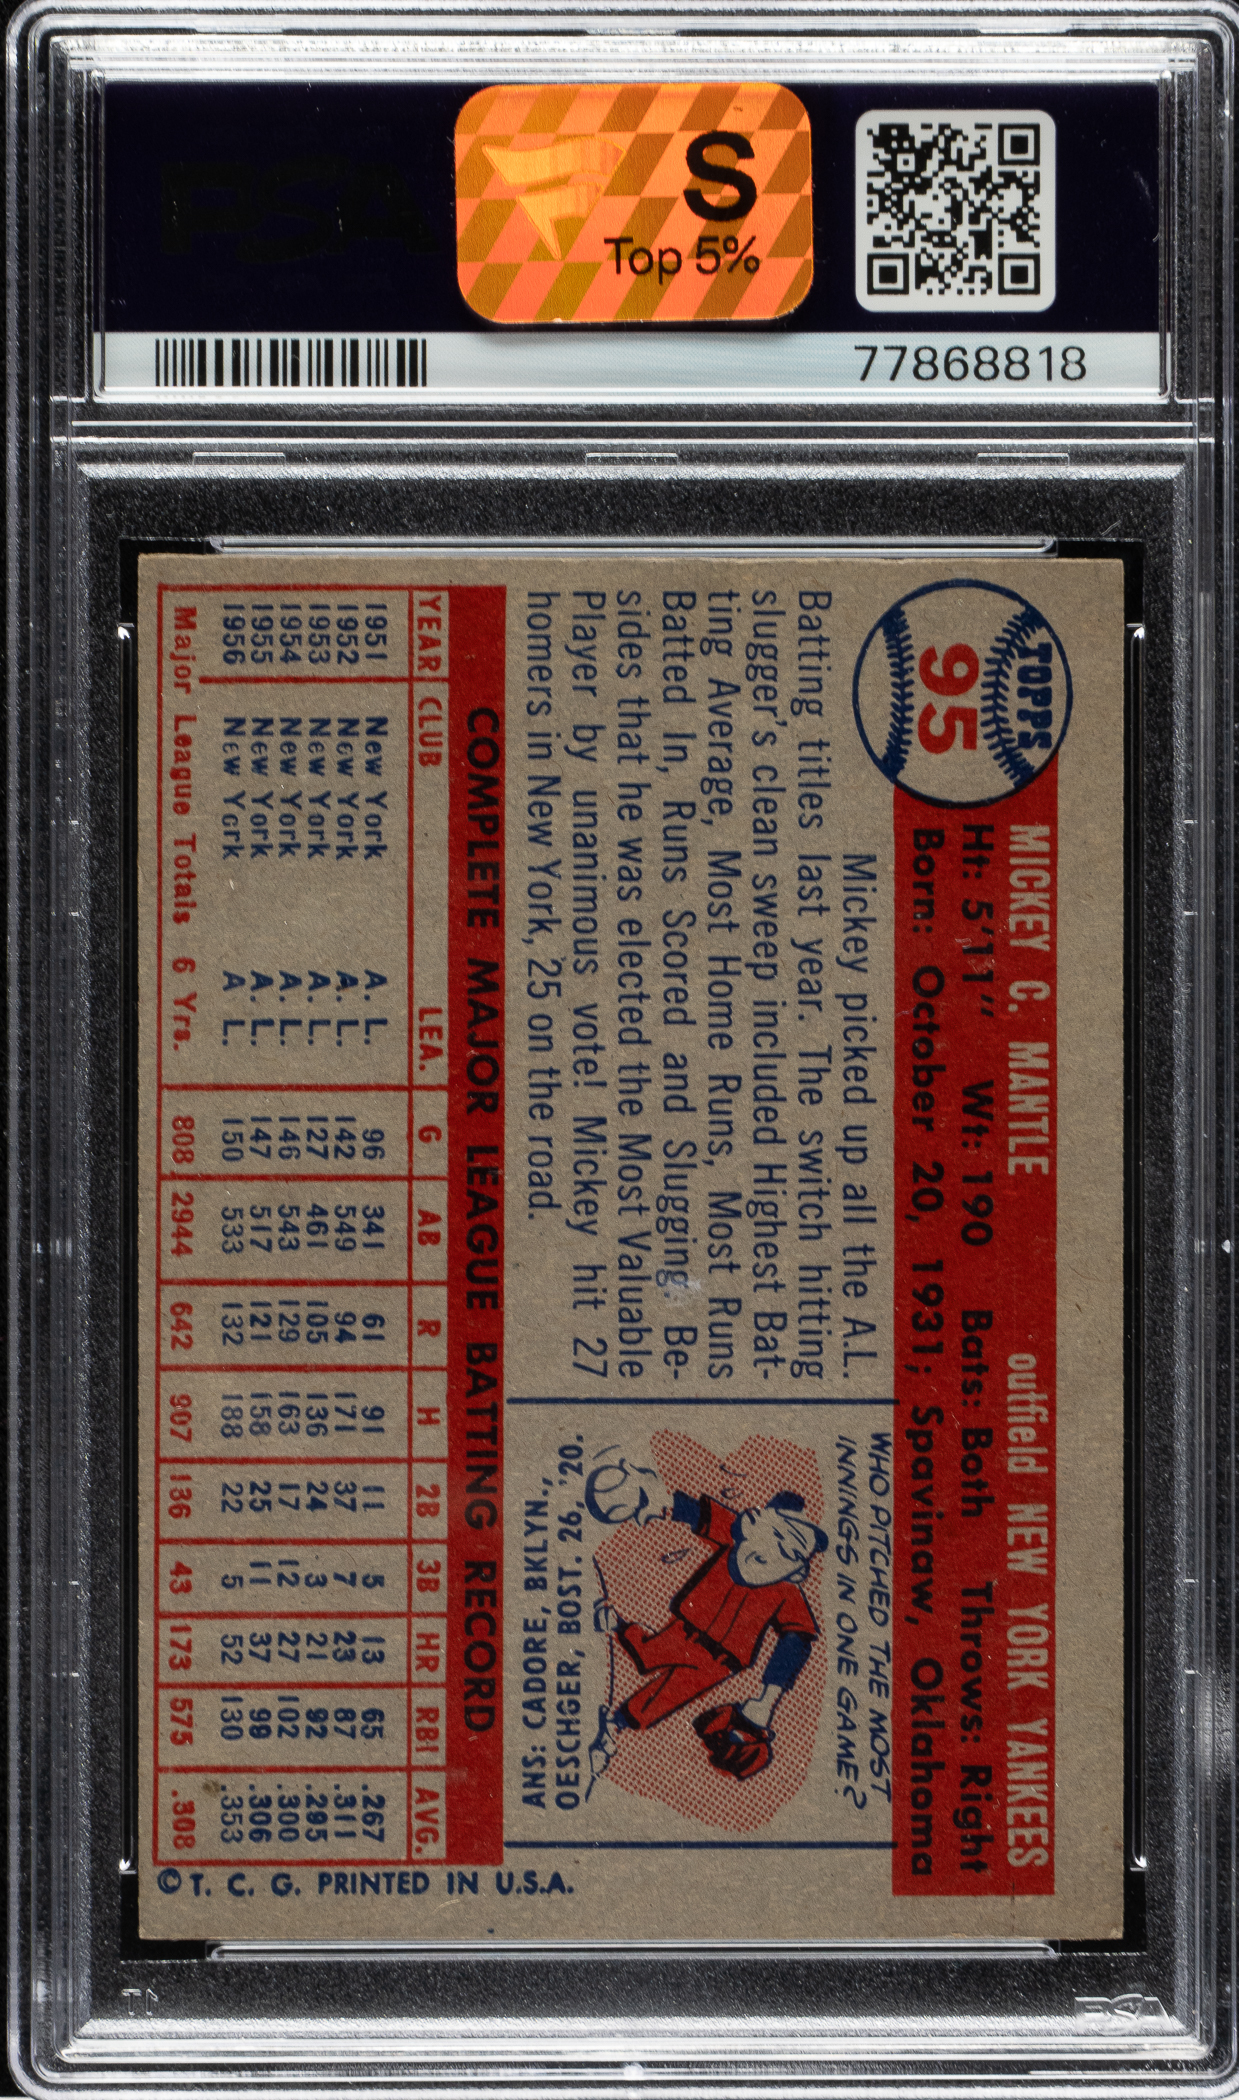 PSA
S
Top 5%
77868818
TOPPS
95
MICKEY C. MANTLE outfield NEW YORK YANKEES
Ht: 5'11" Wt: 190 Bats: Both Throws: Right
Born: October 20, 1931; Spavinaw, Oklahoma
Mickey picked up all the A.L.
Batting titles last year. The switch hitting
slugger's clean sweep included Highest Bat-
ting Average, Most Home Runs, Most Runs
Batted In, Runs Scored and Slugging. Be-
sides that he was elected the Most Valuable
Player by unanimous vote! Mickey hit 27
homers in New York, 25 on the road.
WHO PITCHED THE MOST
INNINGS IN ONE GAME?
ANS: CADORE, BKLYN.,
OESCHGER, BOST. 26, '20.
COMPLETE MAJOR LEAGUE BATTING RECORD
YEAR CLUB LEA. G AB R H 2B 3B HR RBI AVG.
1951 New York A. L. 96 341 61 91 11 5 13 65 .267
1952 New York A. L. 142 549 94 171 37 7 23 87 .311
1953 New York A. L. 127 461 105 136 24 3 21 92 .295
1954 New York A. L. 146 543 129 163 17 12 27 102 .300
1955 New York A. L. 147 517 121 158 25 11 37 99 .306
1956 New York A L. 150 533 132 188 22 5 52 130 .353
Major League Totals 6 Yrs. 808 2944 642 907 136 43 173 575 .308
© T. C. G. PRINTED IN U.S.A.
PSA